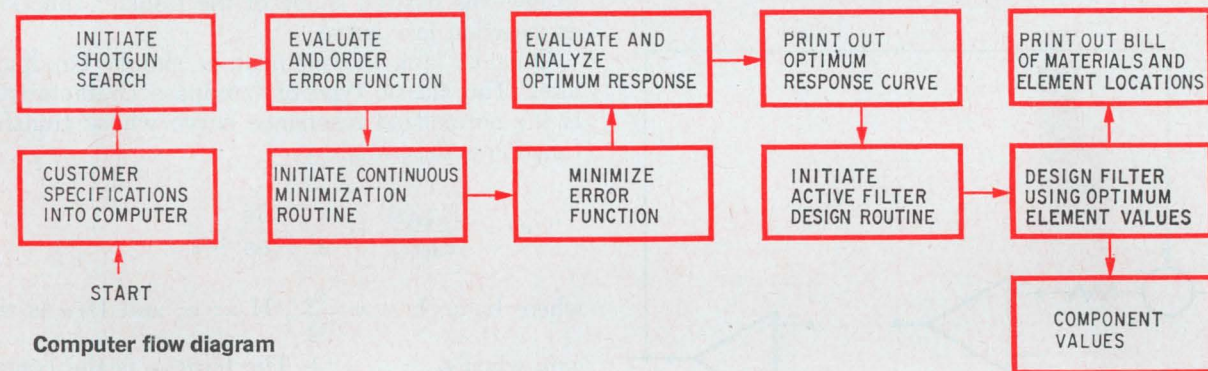 INITIATE
SHOTGUN
SEARCH
EVALUATE
AND ORDER
ERROR FUNCTION
EVALUATE AND
ANALYZE
OPTIMUM RESPONSE
PRINT OUT
OPTIMUM
RESPONSE CURVE
PRINT OUT BILL
OF MATERIALS AND
ELEMENT LOCATIONS
CUSTOMER
SPECIFICATIONS
INTO COMPUTER
INITIATE CONTINUOUS
MINIMIZATION
ROUTINE
MINIMIZE
ERROR
FUNCTION
INITIATE
ACTIVE FILTER
DESIGN ROUTINE
DESIGN FILTER
USING OPTIMUM
ELEMENT VALUES
START
COMPONENT
VALUES
Computer flow diagram